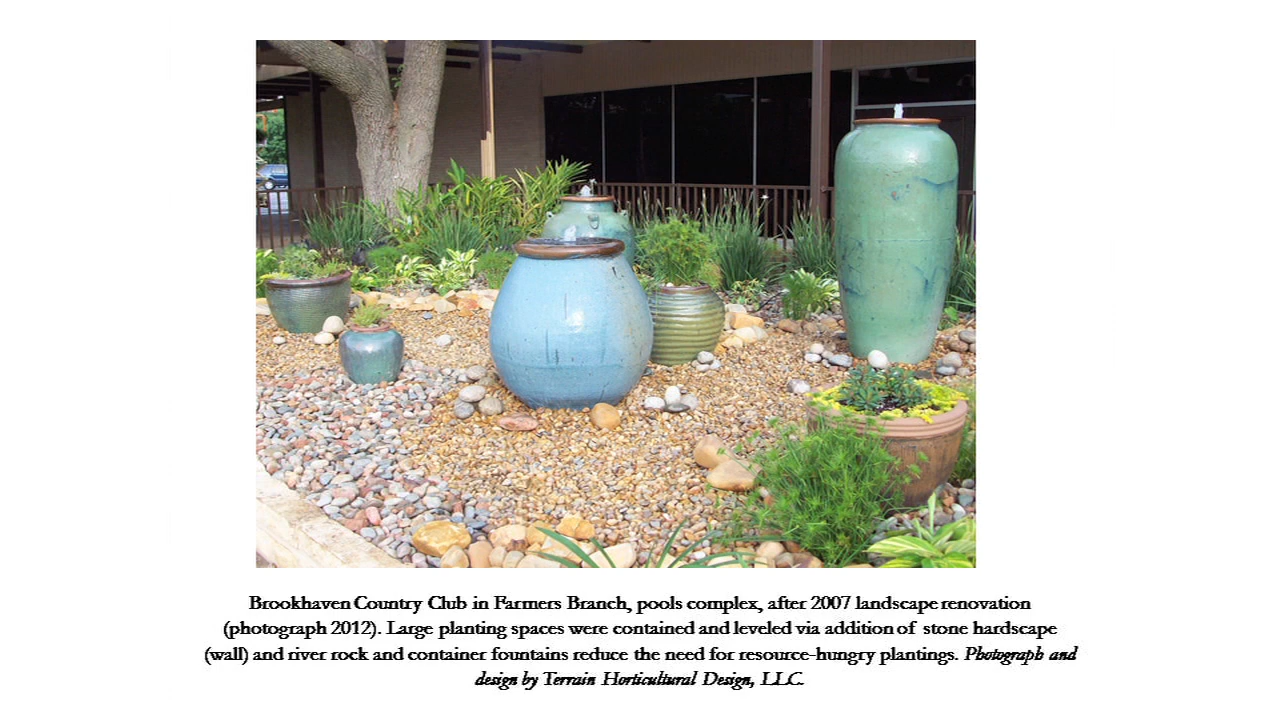 Brookhaven Country Club in Farmers Branch, pools complex, after 2007 landscape renovation
(photograph 2012). Large planting spaces were contained and leveled via addition of stone hardscape
(wall) and river rock and container fountains reduce the need for resource-hungry plantings. Photograph and
design by Terrain Horticultural Design, LLC.